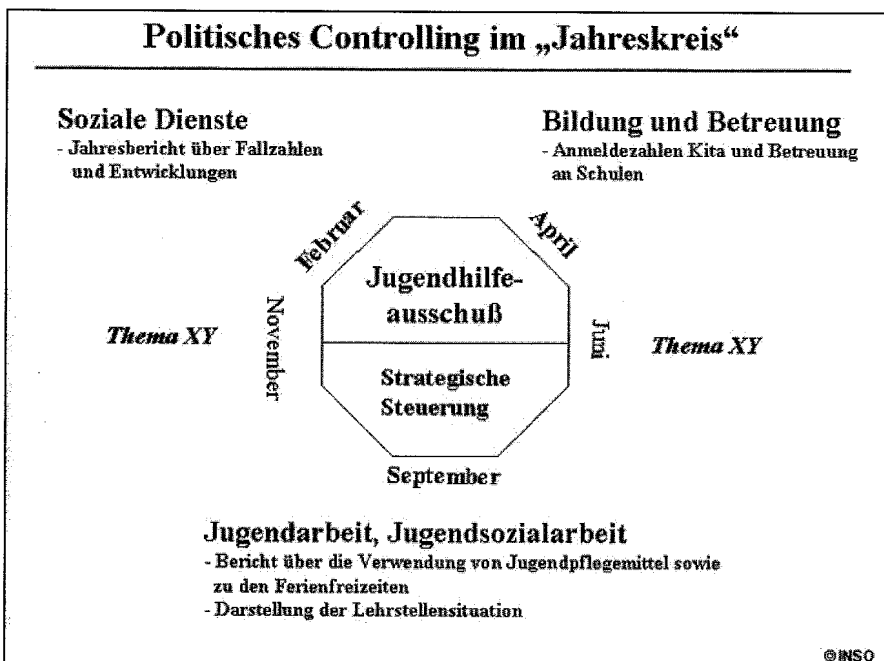 Politisches Controlling im „Jahreskreis“
Soziale Dienste
- Jahresbericht über Fallzahlen
und Entwicklungen
Bildung und Betreuung
- Anmeldezahlen Kita und Betreuung
an Schulen
Februar
April
Jugendhilfe-
ausschuß
November
Juni
Thema XY
Thema XY
Strategische
Steuerung
September
Jugendarbeit, Jugendsozialarbeit
- Bericht über die Verwendung von Jugendpflegemittel sowie
zu den Ferienfreizeiten
- Darstellung der Lehrstellensituation
©INSO